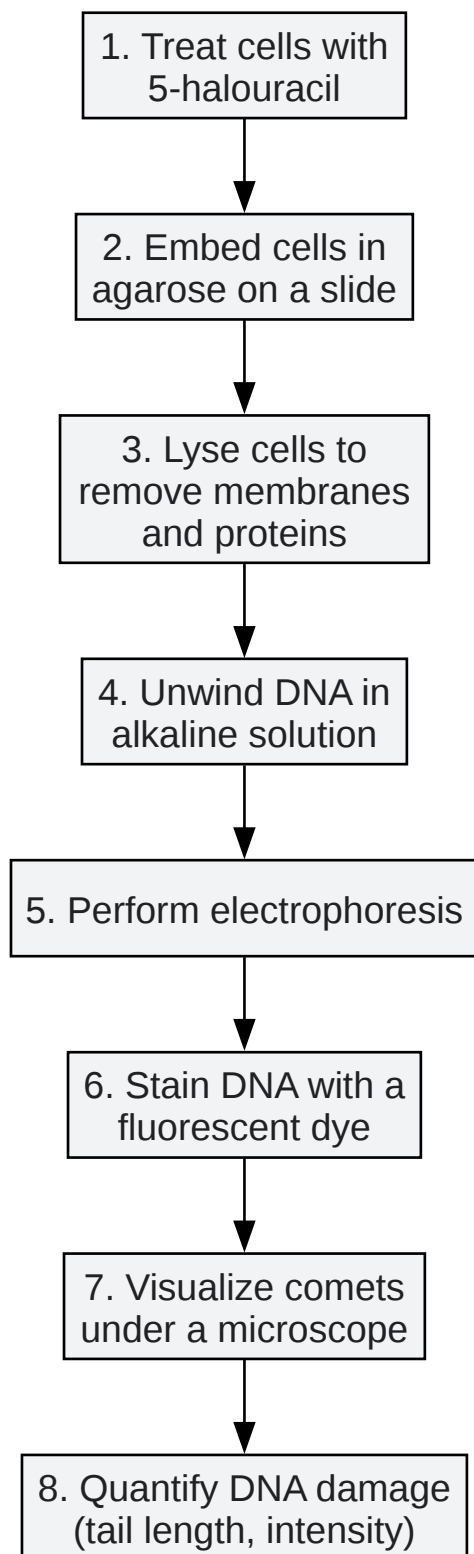 1. Treat cells with
5-halouracil
2. Embed cells in
agarose on a slide
3. Lyse cells to
remove membranes
and proteins
4. Unwind DNA in
alkaline solution
5. Perform electrophoresis
6. Stain DNA with a
fluorescent dye
7. Visualize comets
under a microscope
8. Quantify DNA damage
(tail length, intensity)